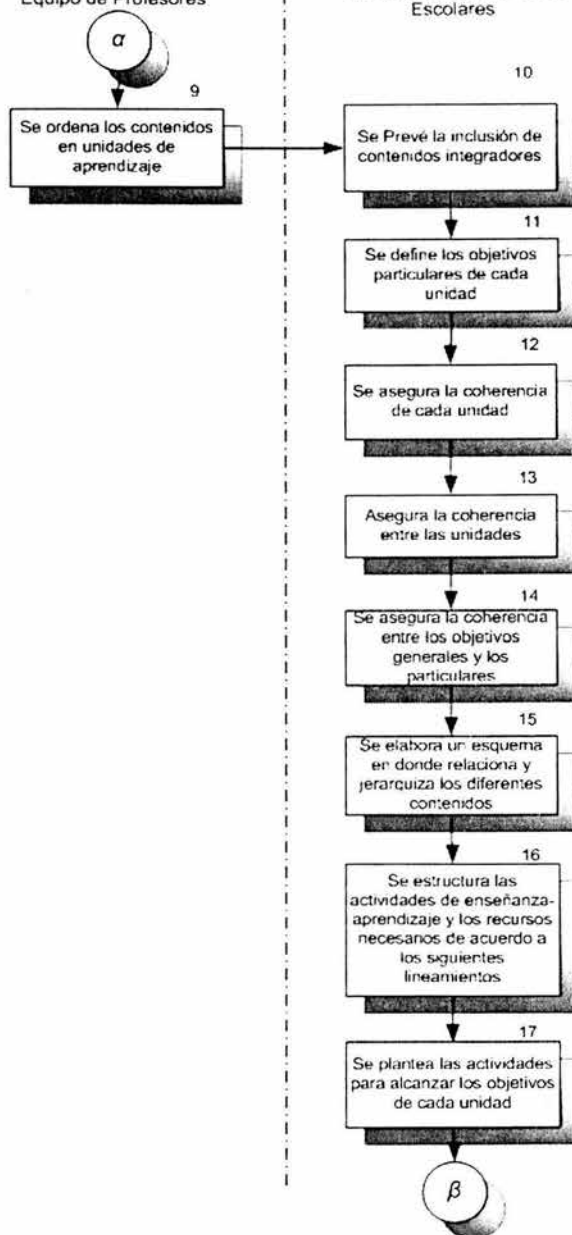 Equipo de Profesores
Escolares
α
9
Se ordena los contenidos
en unidades de
aprendizaje
10
Se Prevé la inclusión de
contenidos integradores
11
Se define los objetivos
particulares de cada
unidad
12
Se asegura la coherencia
de cada unidad
13
Asegura la coherencia
entre las unidades
14
Se asegura la coherencia
entre los objetivos
generales y los
particulares
15
Se elabora un esquema
en donde relaciona y
jerarquiza los diferentes
contenidos
16
Se estructura las
actividades de enseñanza-
aprendizaje y los recursos
necesarios de acuerdo a
los siguientes
lineamientos
17
Se plantea las actividades
para alcanzar los objetivos
de cada unidad
β